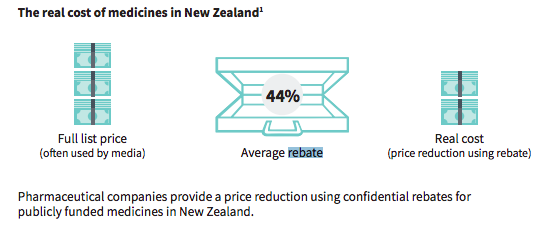 The real cost of medicines in New Zealand¹
44%
Full list price
(often used by media)
Average rebate
Real cost
(price reduction using rebate)
Pharmaceutical companies provide a price reduction using confidential rebates for
publicly funded medicines in New Zealand.